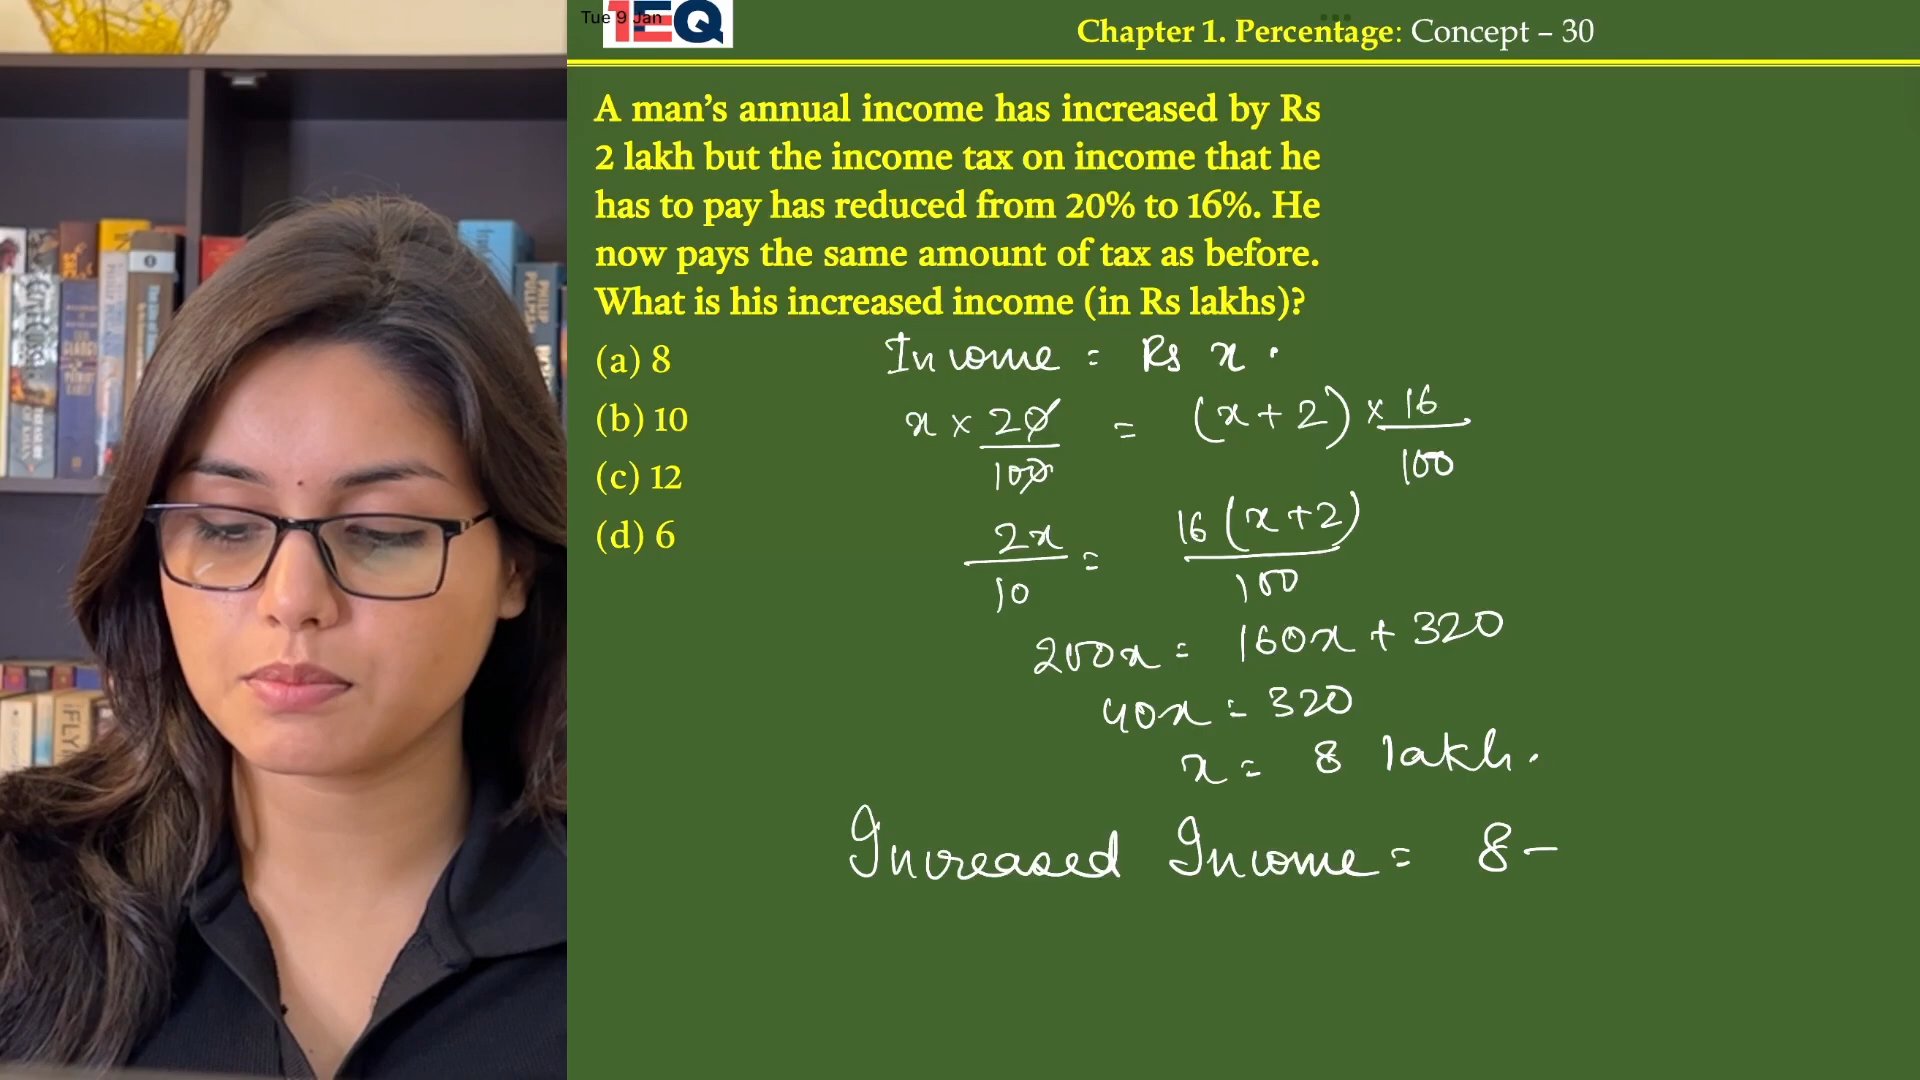 Tue 9 Jan
1EQ
Chapter 1. Percentage: Concept – 30
A man's annual income has increased by Rs
2 lakh but the income tax on income that he
has to pay has reduced from 20% to 16%. He
now pays the same amount of tax as before.
What is his increased income (in Rs lakhs)?
(a) 8
(b) 10
(c) 12
(d) 6
Income = Rs x.
x × 20/100 = (x+2) × 16/100
2x/10 = 16(x+2)/100
200x = 160x + 320
40x = 320
x = 8 lakh.
Increased Income = 8 –
iFLY